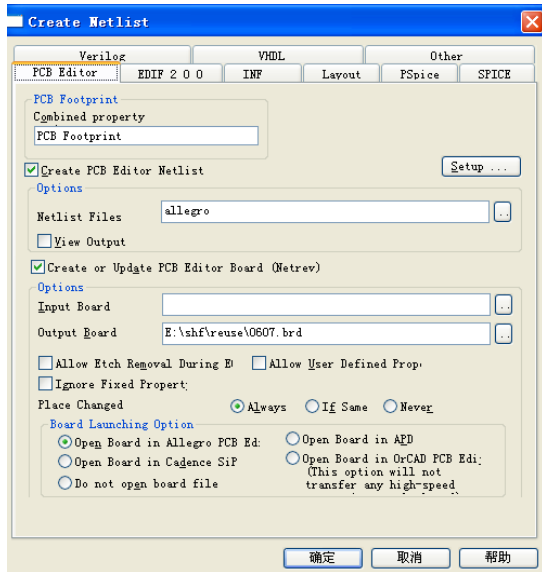 Create Netlist
Verilog VHDL Other
PCB Editor EDIF 2 0 0 INF Layout PSpice SPICE
PCB Footprint
Combined property
PCB Footprint
Create PCB Editor Netlist Setup ...
Options
Netlist Files allegro ..
View Output
Create or Update PCB Editor Board (Netrev)
Options
Input Board ..
Output Board E:\shf\reuse\0607.brd ..
Allow Etch Removal During E Allow User Defined Prop
Ignore Fixed Property
Place Changed Always If Same Never
Board Launching Option
Open Board in Allegro PCB Ed: Open Board in APD
Open Board in Cadence SiP Open Board in OrCAD PCB Edi
(This option will not
Do not open board file transfer any high-speed
确定 取消 帮助